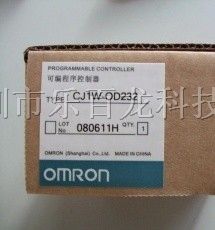 PROGRAMMABLE CONTROLLER
可编程序控制器
TYPE CJ1W-OD232
圳市乐百龙科技
LOT No 080611H QTY. 1
OMRON (Shanghai) Co., Ltd. MADE IN CHINA
OMRON